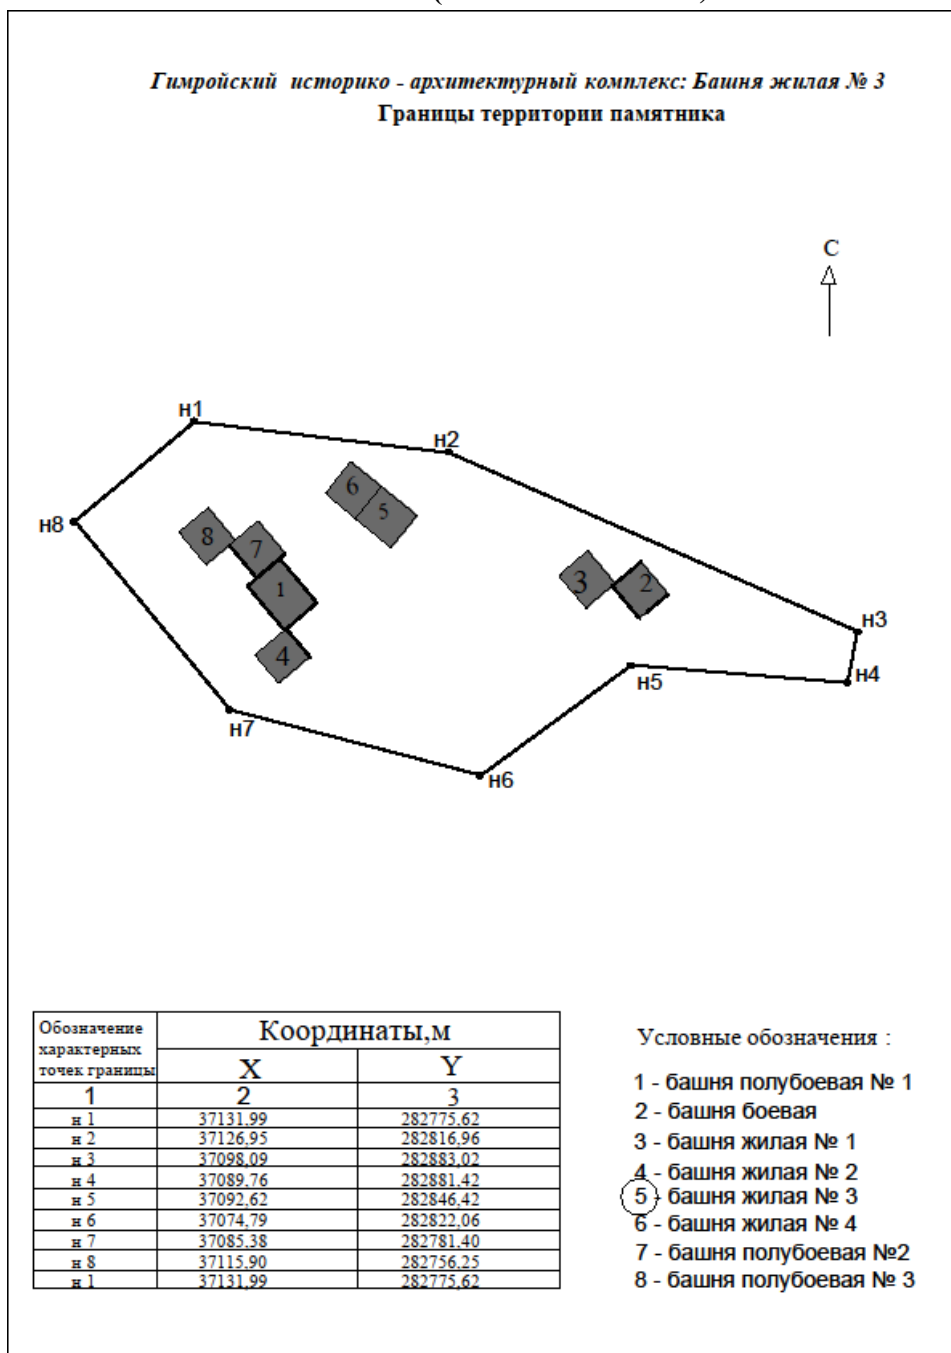 Гимройский историко - архитектурный комплекс: Башня жилая № 3
Границы территории памятника
С
н1
н2
н8
н3
н4
н5
н7
н6
6
5
8
7
1
4
3
2
Обозначение характерных точек границы Координаты,м
X Y
1 2 3
н 1 37131,99 282775,62
н 2 37126,95 282816,96
н 3 37098,09 282883,02
н 4 37089,76 282881,42
н 5 37092,62 282846,42
н 6 37074,79 282822,06
н 7 37085,38 282781,40
н 8 37115,90 282756,25
н 1 37131,99 282775,62
Условные обозначения :
1 - башня полубоевая № 1
2 - башня боевая
3 - башня жилая № 1
4 - башня жилая № 2
5 - башня жилая № 3
6 - башня жилая № 4
7 - башня полубоевая №2
8 - башня полубоевая № 3